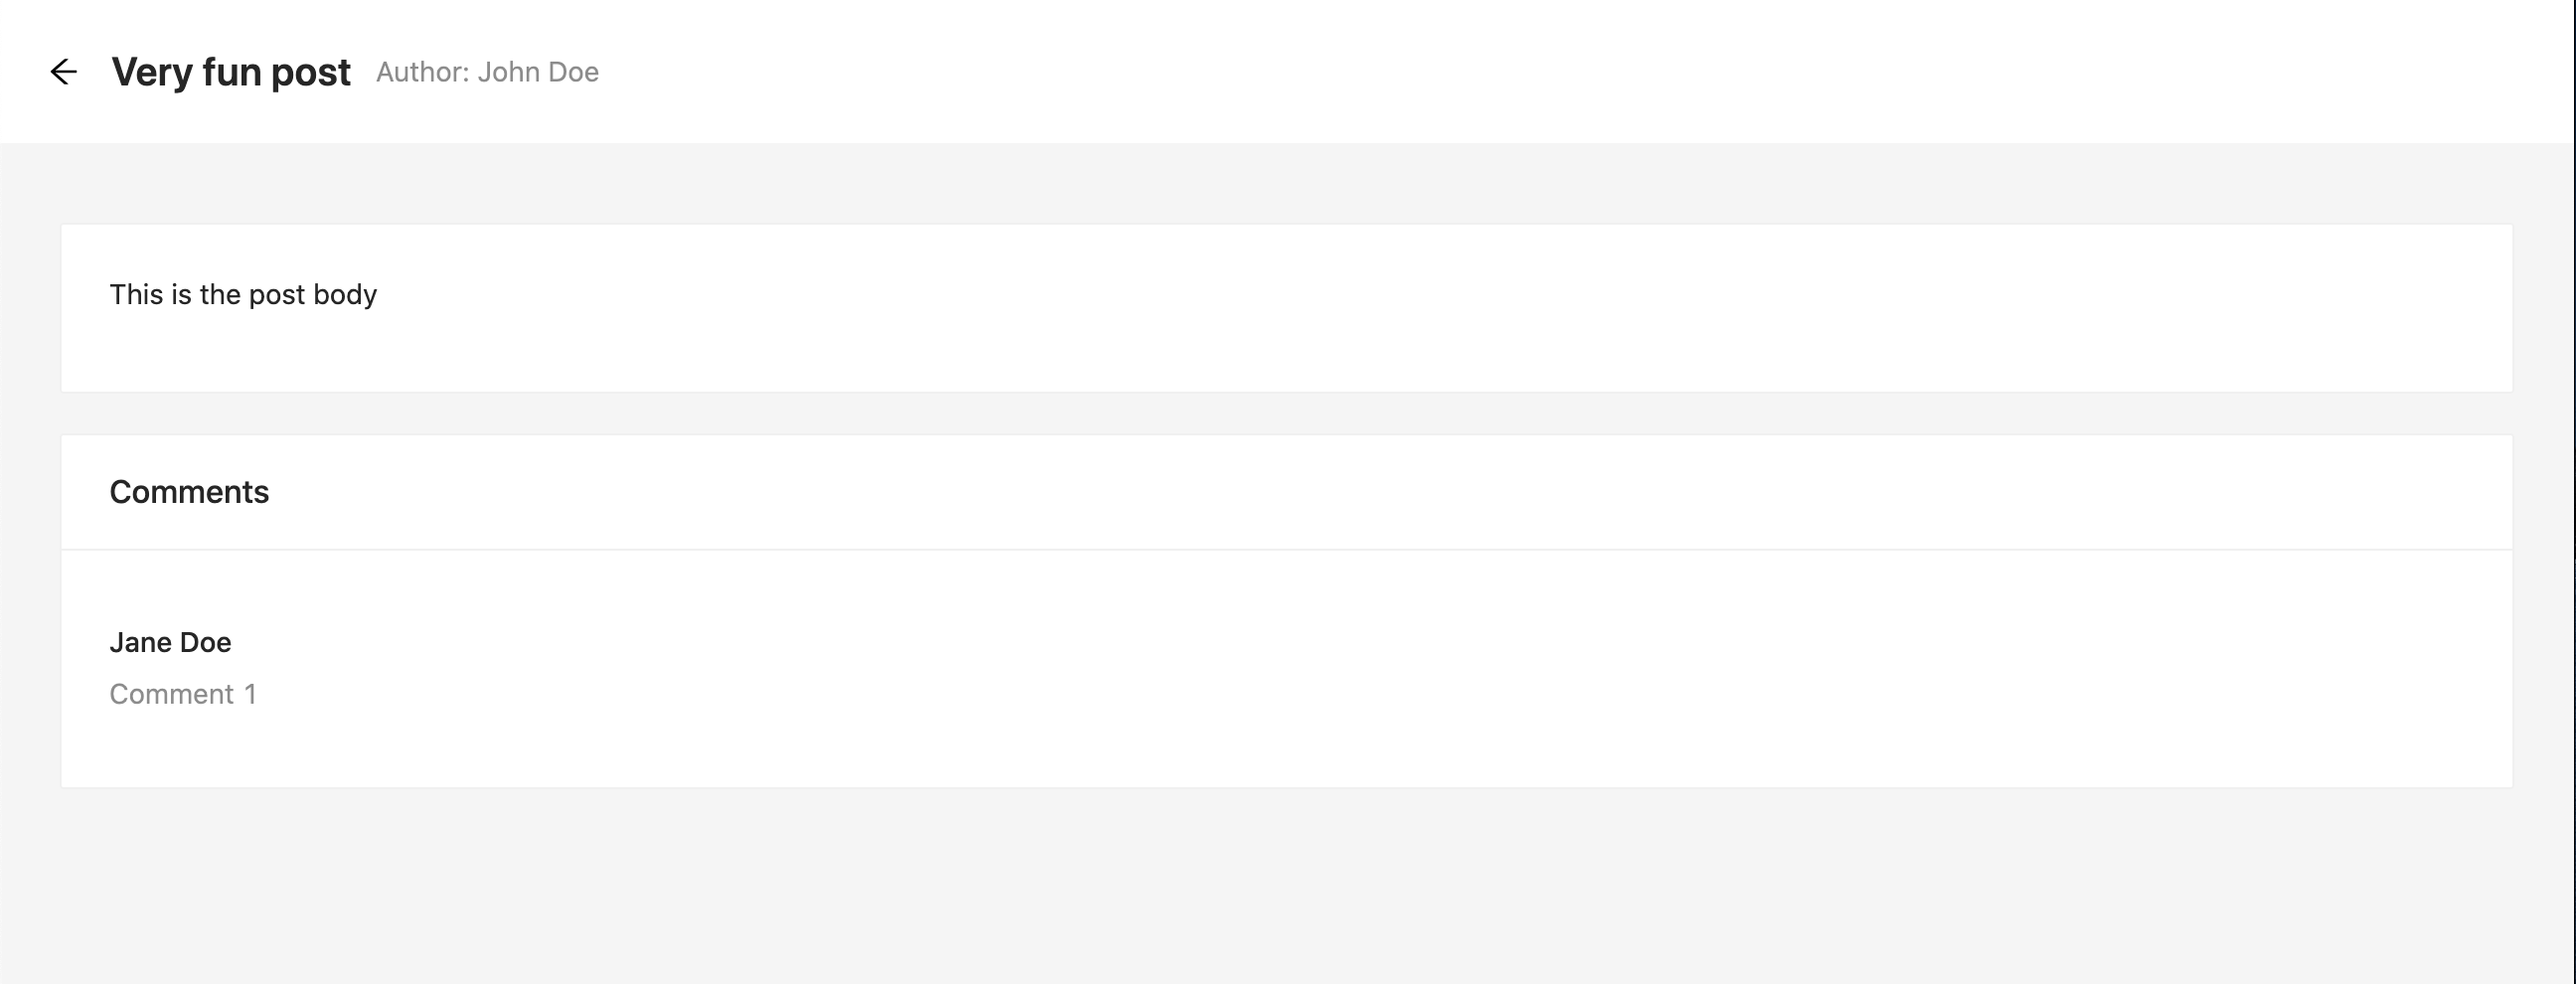 Very fun post Author: John Doe
This is the post body
Comments
Jane Doe
Comment 1